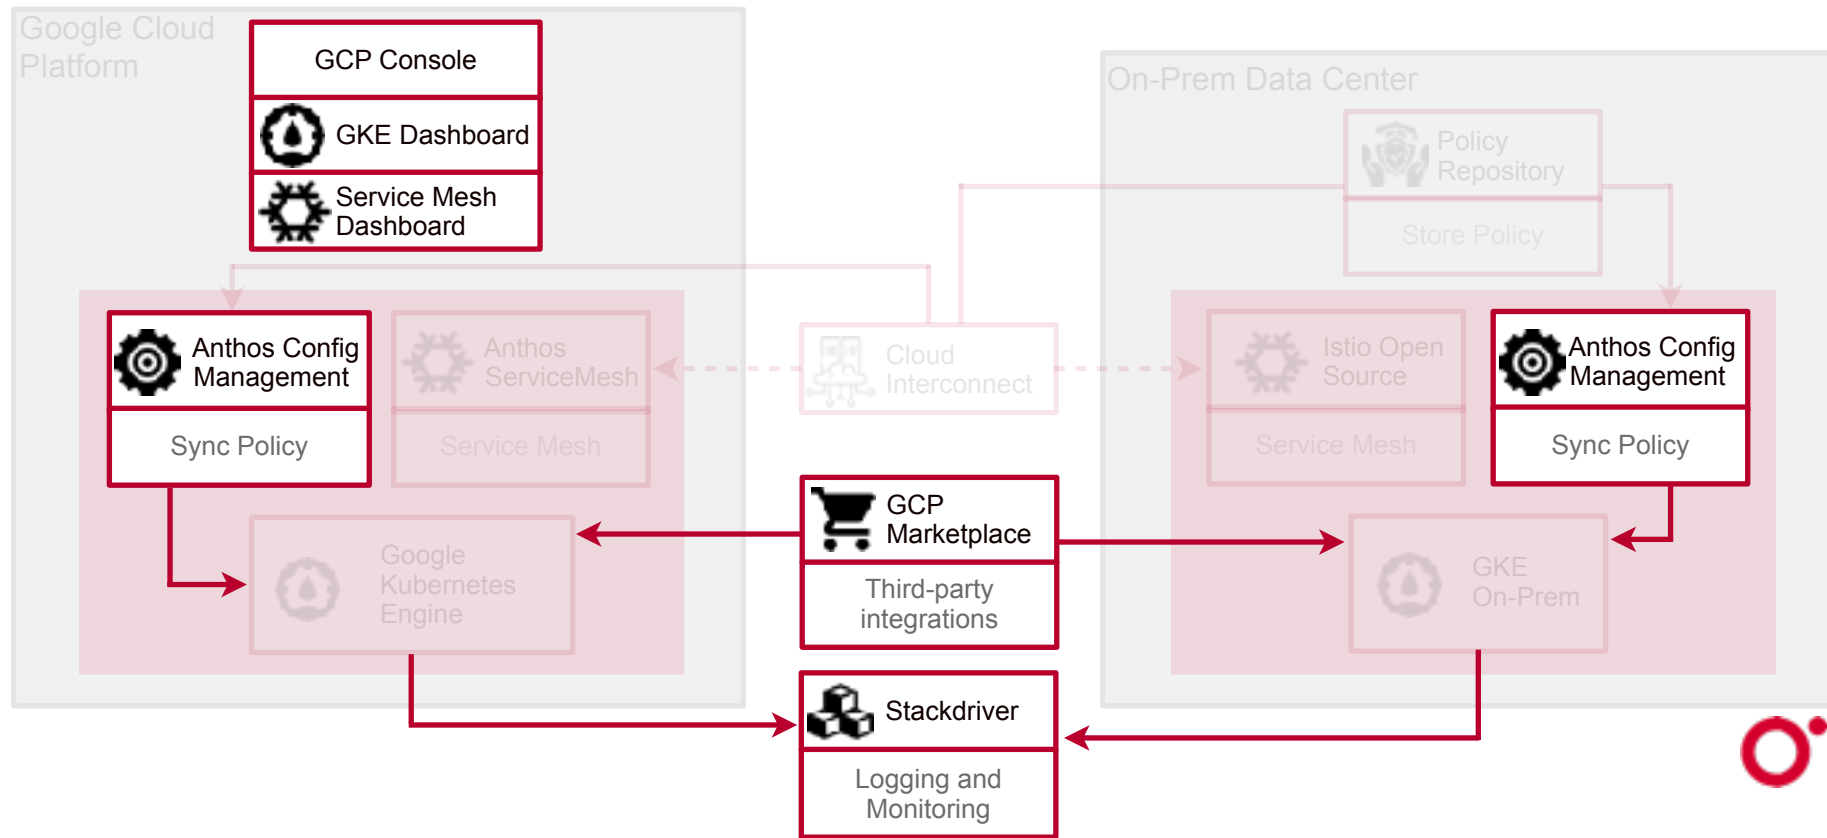 Google Cloud
Platform
GCP Console
GKE Dashboard
Service Mesh
Dashboard
On-Prem Data Center
Policy
Repository
Store Policy
Anthos Config
Management
Sync Policy
Anthos
ServiceMesh
Service Mesh
Cloud
Interconnect
Istio Open
Source
Service Mesh
Anthos Config
Management
Sync Policy
Google
Kubernetes
Engine
GCP
Marketplace
Third-party
integrations
GKE
On-Prem
Stackdriver
Logging and
Monitoring